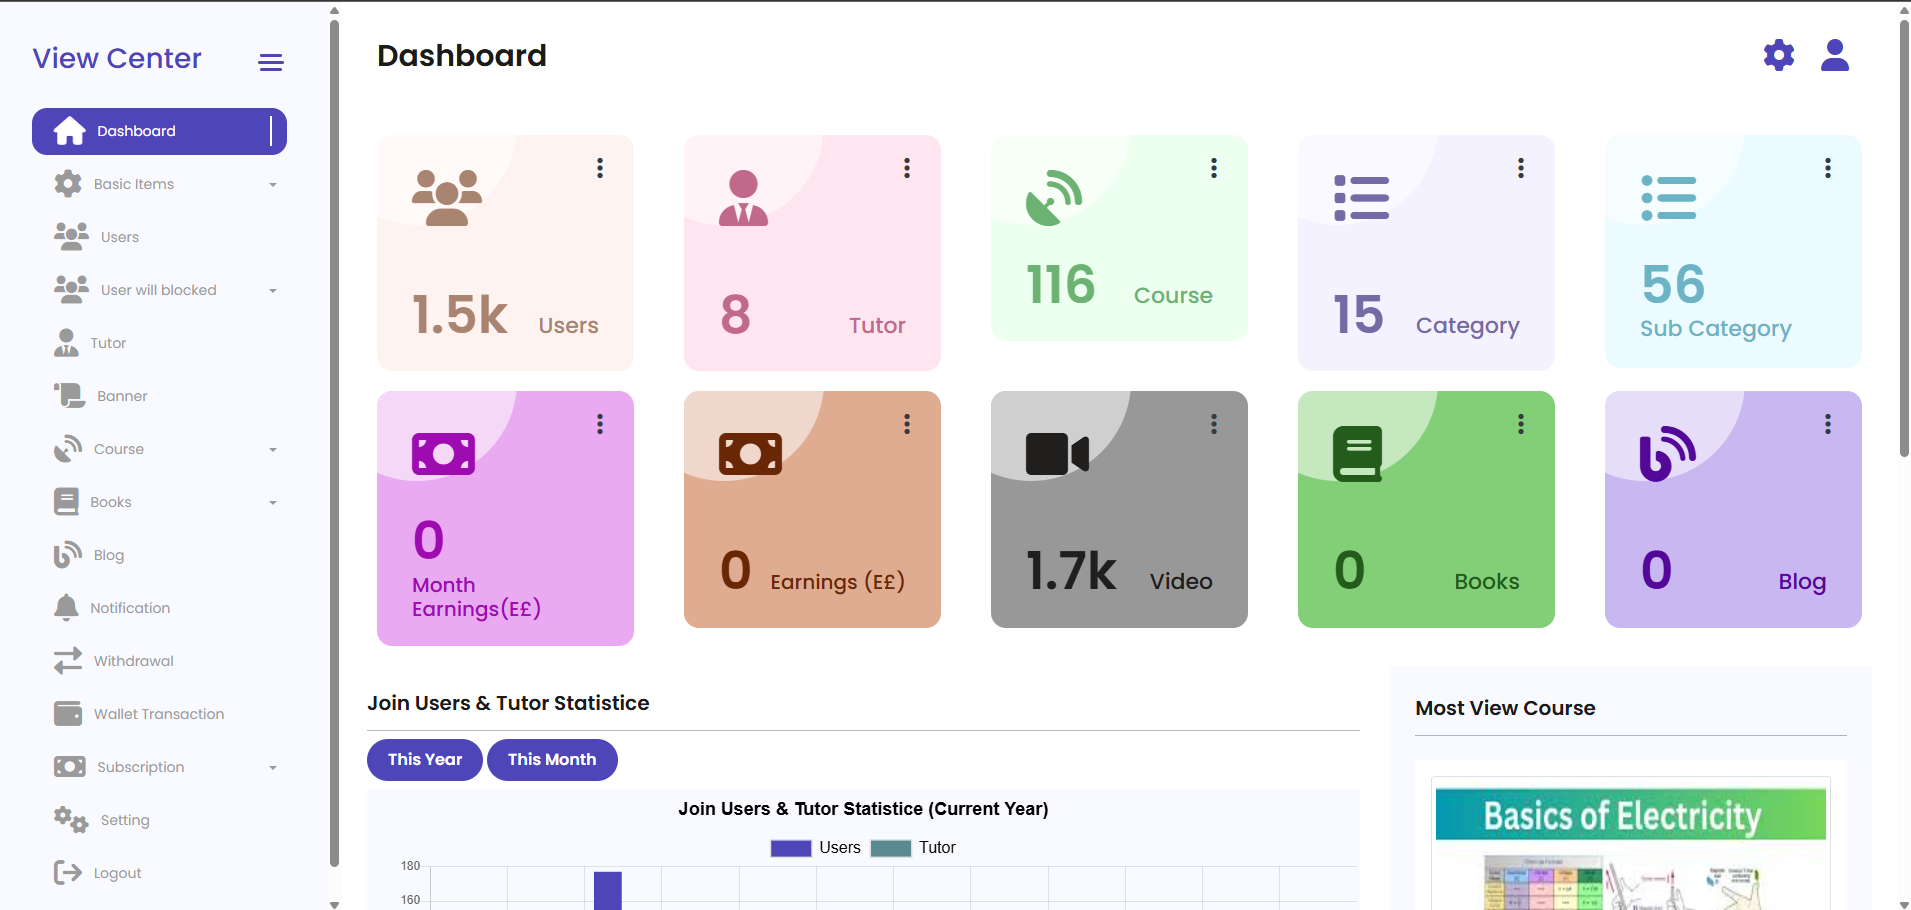 View Center
Dashboard
Basic Items
Users
User will blocked
Tutor
Banner
Course
Books
Blog
Notification
Withdrawal
Wallet Transaction
Subscription
Setting
Logout
Dashboard
1.5k Users
8 Tutor
116 Course
15 Category
56
Sub Category
0
Month
Earnings(E£)
0 Earnings (E£)
1.7k Video
0 Books
0 Blog
Join Users & Tutor Statistice
This Year This Month
Join Users & Tutor Statistice (Current Year)
Users Tutor
180
160
Most View Course
Basics of Electricity